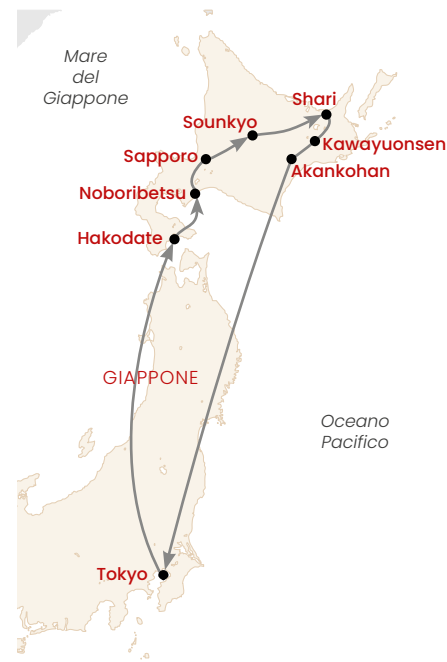 Mare
del
Giappone
Shari
Sounkyo
Kawayuonsen
Sapporo
Akankohan
Noboribetsu
Hakodate
GIAPPONE
Oceano
Pacifico
Tokyo